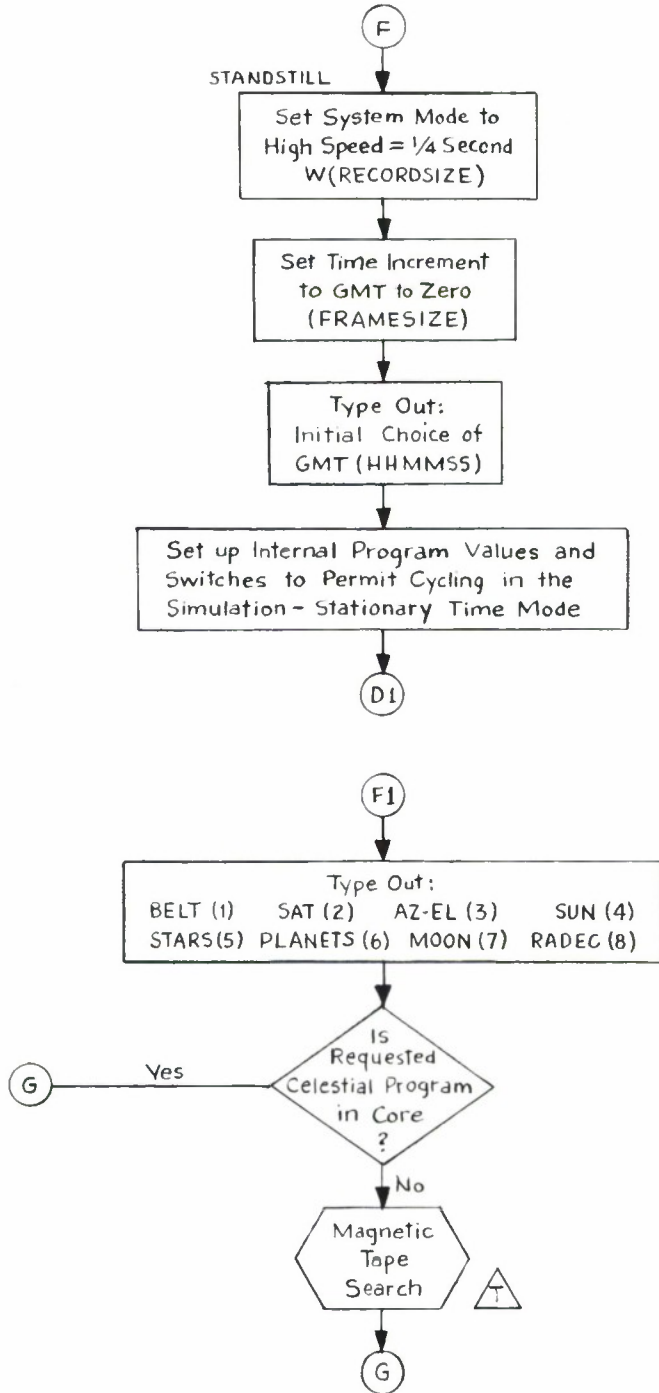 F
STANDSTILL
Set System Mode to
High Speed = 1/4 Second
W(RECORDSIZE)
Set Time Increment
to GMT to Zero
(FRAMESIZE)
Type Out:
Initial Choice of
GMT (HHMMSS)
Set up Internal Program Values and
Switches to Permit Cycling in the
Simulation - Stationary Time Mode
D1
F1
Type Out:
BELT (1) SAT (2) AZ-EL (3) SUN (4)
STARS (5) PLANETS (6) MOON (7) RADEC (8)
Is
Requested
Celestial Program
in Core
?
Yes
G
No
Magnetic
Tape
Search
T
G